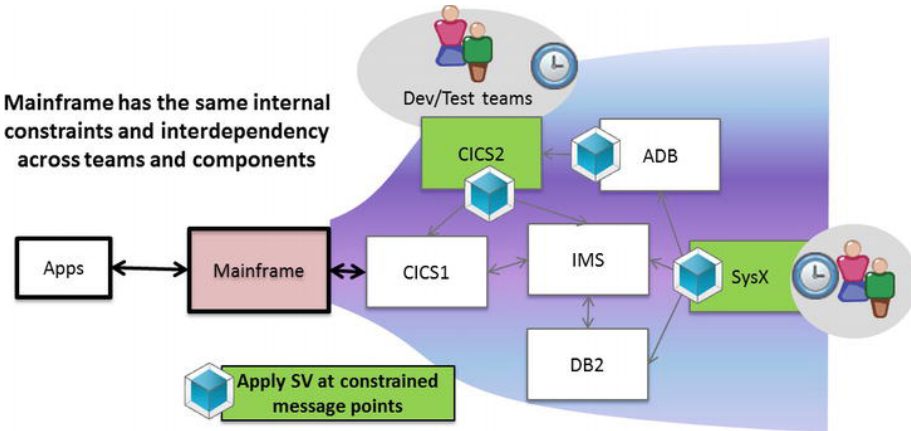 Dev/Test teams
Mainframe has the same internal
constraints and interdependency
across teams and components
CICS2
ADB
Apps
Mainframe
CICS1
IMS
SysX
DB2
Apply SV at constrained
message points